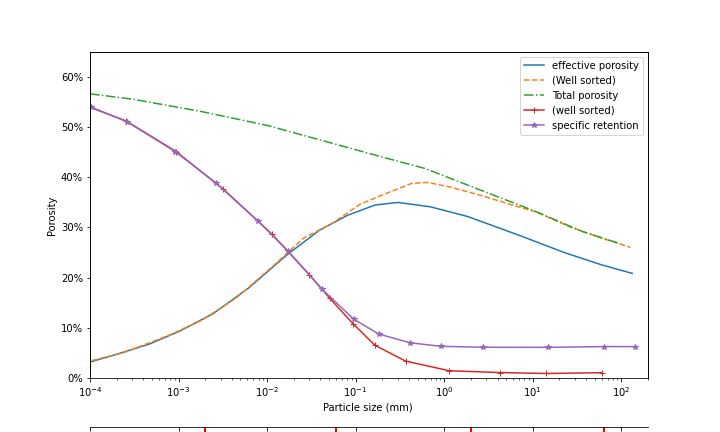 effective porosity
(Well sorted)
Total porosity
(well sorted)
specific retention
60%
50%
40%
30%
20%
10%
0%
Porosity
10⁻⁴ 10⁻³ 10⁻² 10⁻¹ 10⁰ 10¹ 10²
Particle size (mm)